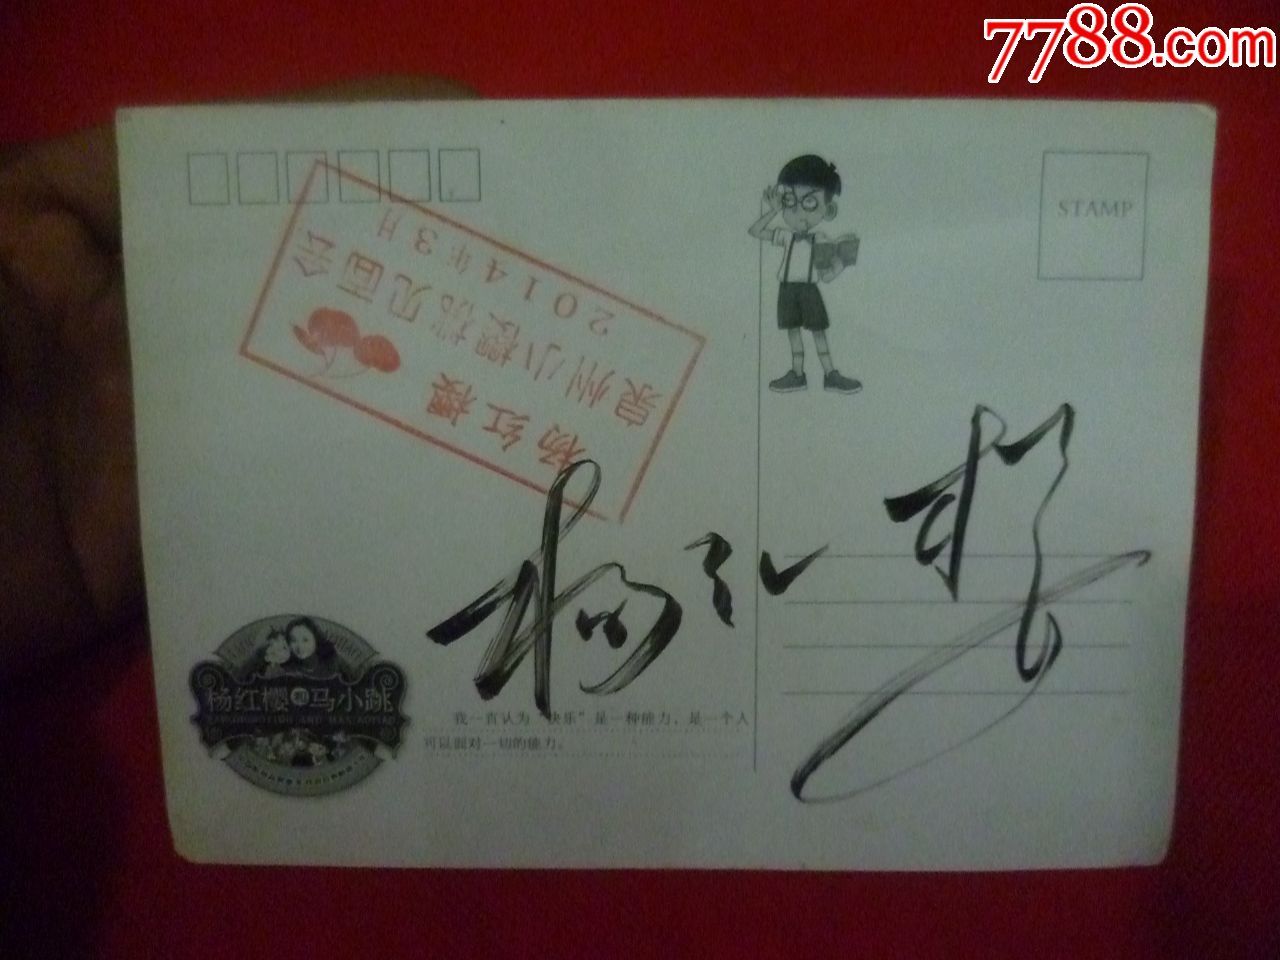 7788.com
STAMP
杨红樱
泉州小樱桃见面会
2014年3月
杨红樱
杨红樱和马小跳
我一直认为“快乐”是一种能力，是一个人
可以面对一切的能力。